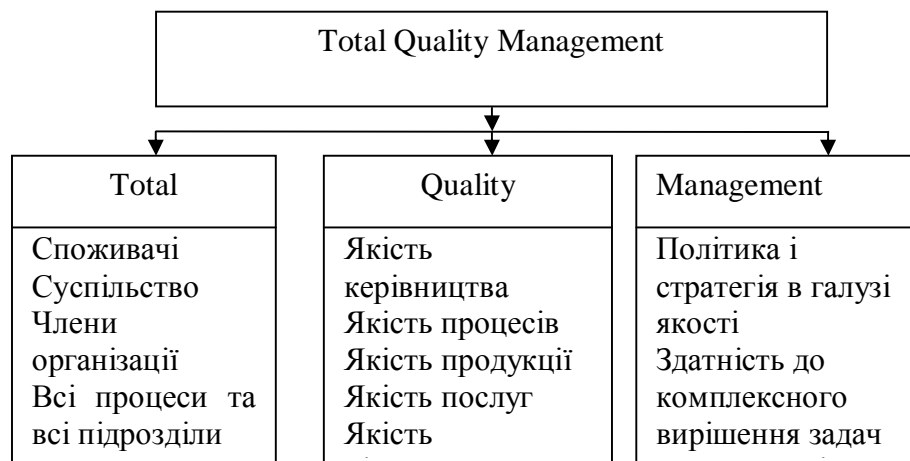 Total Quality Management
Total
Споживачі
Суспільство
Члени
організації
Всі процеси та
всі підрозділи
Quality
Якість
керівництва
Якість процесів
Якість продукції
Якість послуг
Якість
Management
Політика і
стратегія в галузі
якості
Здатність до
комплексного
вирішення задач